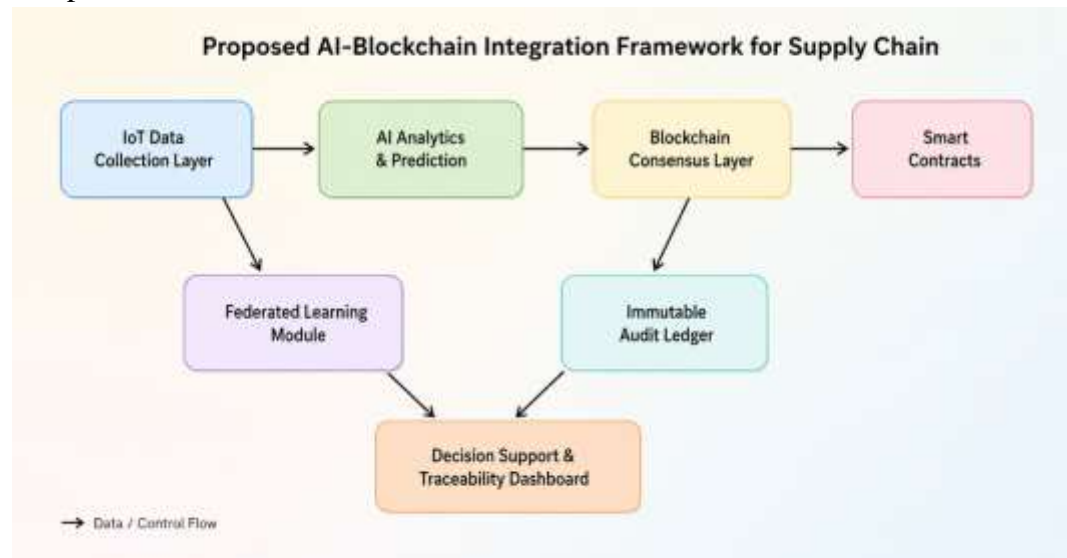 Proposed AI-Blockchain Integration Framework for Supply Chain
IoT Data
Collection Layer
AI Analytics
& Prediction
Blockchain
Consensus Layer
Smart
Contracts
Federated Learning
Module
Immutable
Audit Ledger
Decision Support &
Traceability Dashboard
Data / Control Flow